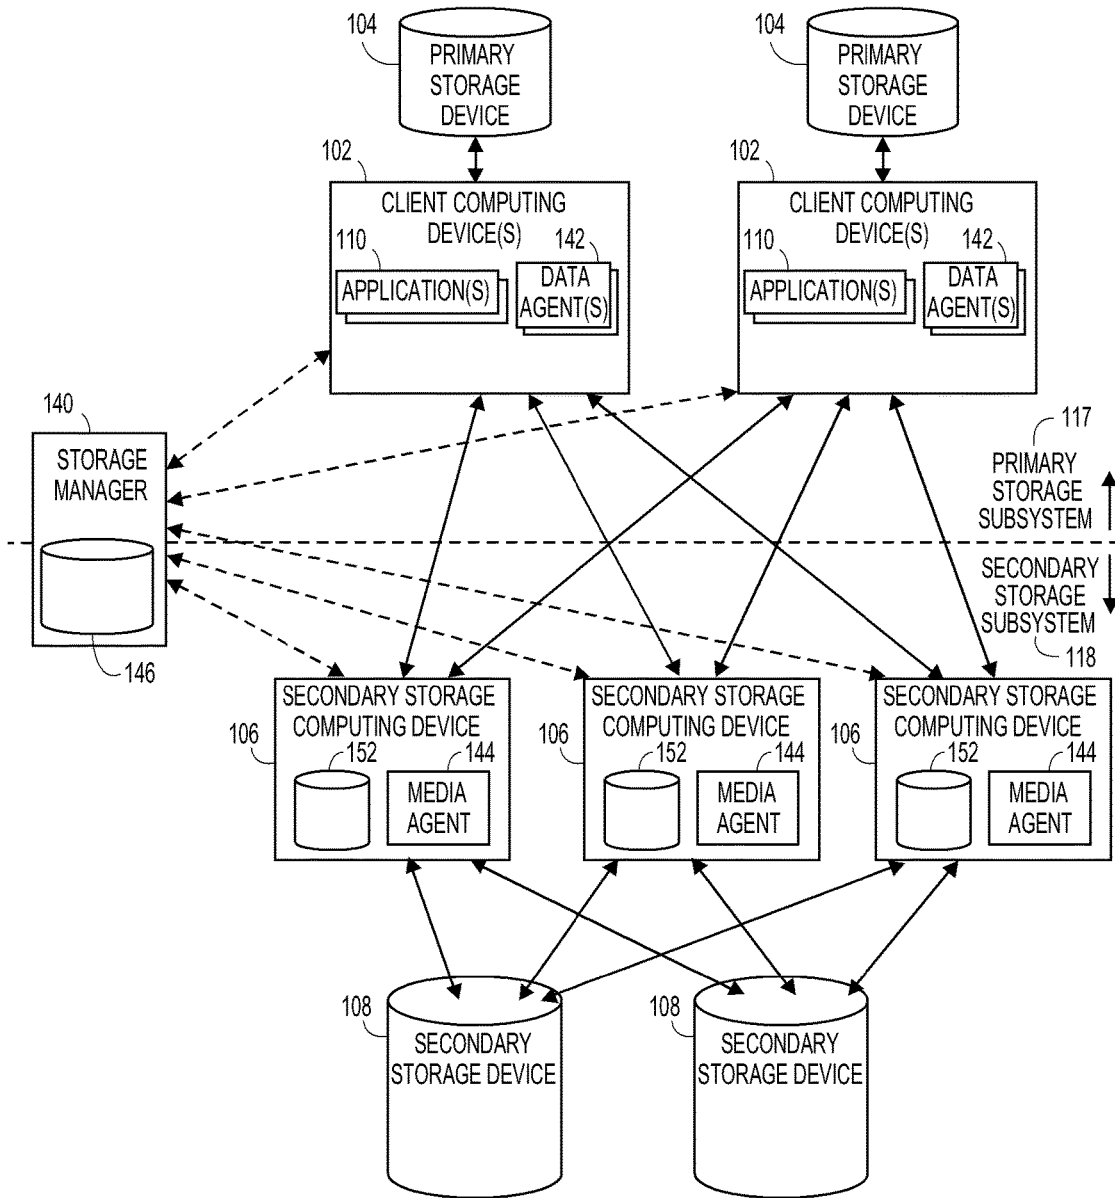 104
PRIMARY
STORAGE
DEVICE
104
PRIMARY
STORAGE
DEVICE
102
CLIENT COMPUTING
DEVICE(S)
110
142
APPLICATION(S)
DATA
AGENT(S)
102
CLIENT COMPUTING
DEVICE(S)
110
142
APPLICATION(S)
DATA
AGENT(S)
140
STORAGE
MANAGER
146
117
PRIMARY
STORAGE
SUBSYSTEM
SECONDARY
STORAGE
SUBSYSTEM
118
SECONDARY STORAGE
COMPUTING DEVICE
106
152
144
MEDIA
AGENT
SECONDARY STORAGE
COMPUTING DEVICE
106
152
144
MEDIA
AGENT
SECONDARY STORAGE
COMPUTING DEVICE
106
152
144
MEDIA
AGENT
108
SECONDARY
STORAGE DEVICE
108
SECONDARY
STORAGE DEVICE